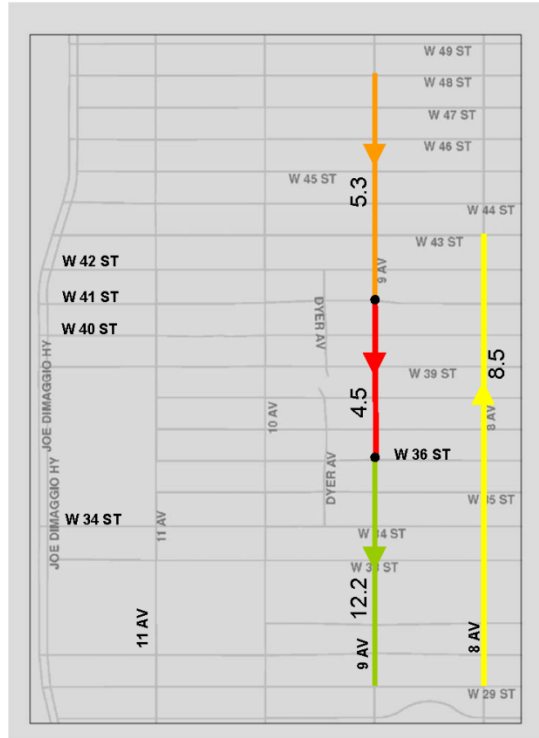 W 49 ST
W 48 ST
W 47 ST
W 46 ST
W 45 ST
5.3
W 44 ST
W 43 ST
W 42 ST
9 AV
W 41 ST
DYER AV
W 40 ST
JOE DIMAGGIO HY
W 39 ST
8.5
4.5
10 AV
8 AV
W 36 ST
DYER AV
JOE DIMAGGIO HY
W 35 ST
W 34 ST
11 AV
W 34 ST
W 33 ST
12.2
11 AV
9 AV
8 AV
W 29 ST